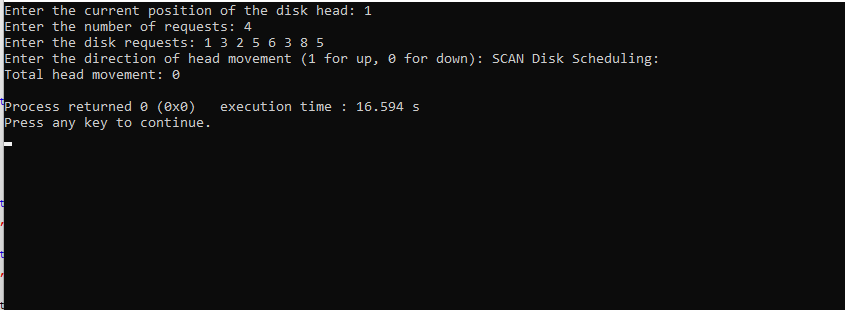 Enter the current position of the disk head: 1
Enter the number of requests: 4
Enter the disk requests: 1 3 2 5 6 3 8 5
Enter the direction of head movement (1 for up, 0 for down): SCAN Disk Scheduling:
Total head movement: 0
Process returned 0 (0x0)   execution time : 16.594 s
Press any key to continue.